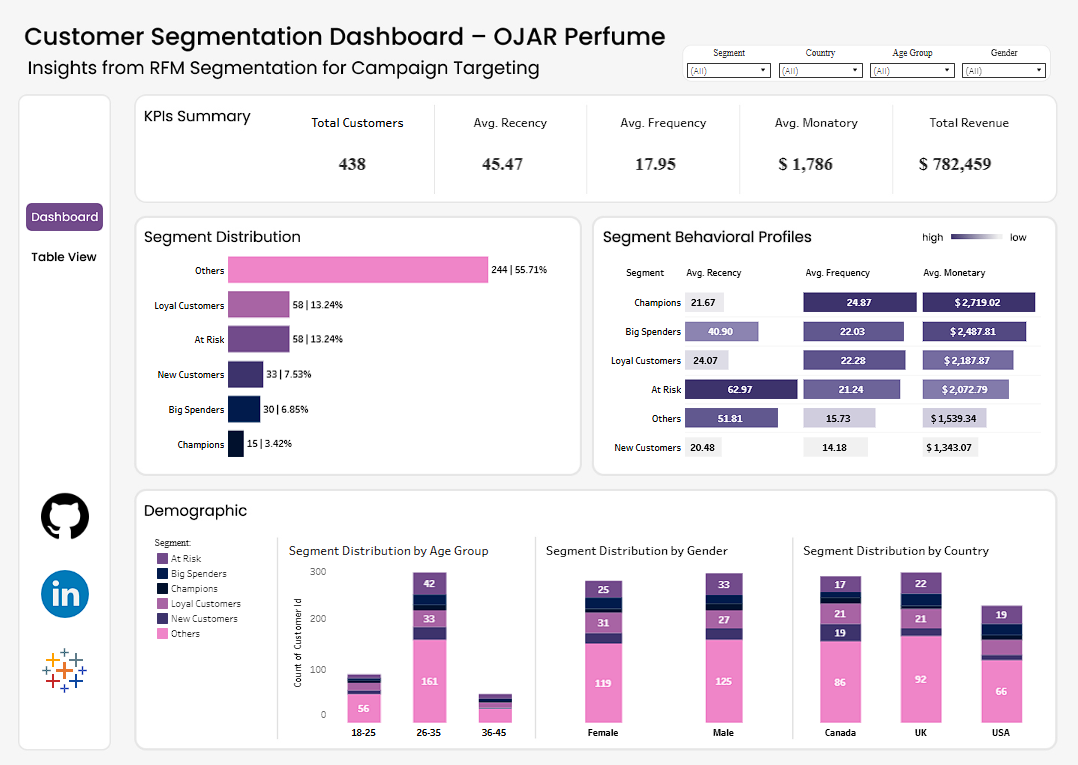 Customer Segmentation Dashboard – OJAR Perfume
Insights from RFM Segmentation for Campaign Targeting
Segment Country Age Group Gender
(All) (All) (All) (All)
Dashboard
Table View
in
KPIs Summary
Total Customers Avg. Recency Avg. Frequency Avg. Monatory Total Revenue
438 45.47 17.95 $ 1,786 $ 782,459
Segment Distribution
Others 244 | 55.71%
Loyal Customers 58 | 13.24%
At Risk 58 | 13.24%
New Customers 33 | 7.53%
Big Spenders 30 | 6.85%
Champions 15 | 3.42%
Segment Behavioral Profiles
high low
Segment Avg. Recency Avg. Frequency Avg. Monetary
Champions 21.67 24.87 $ 2,719.02
Big Spenders 40.90 22.03 $ 2,487.81
Loyal Customers 24.07 22.28 $ 2,187.87
At Risk 62.97 21.24 $ 2,072.79
Others 51.81 15.73 $ 1,539.34
New Customers 20.48 14.18 $ 1,343.07
Demographic
Segment:
At Risk
Big Spenders
Champions
Loyal Customers
New Customers
Others
Segment Distribution by Age Group
Count of Customer Id
300
200
100
0
42
33
161
56
18-25 26-35 36-45
Segment Distribution by Gender
25 33
31 27
119 125
Female Male
Segment Distribution by Country
17 22 19
21 21
19
86 92 66
Canada UK USA